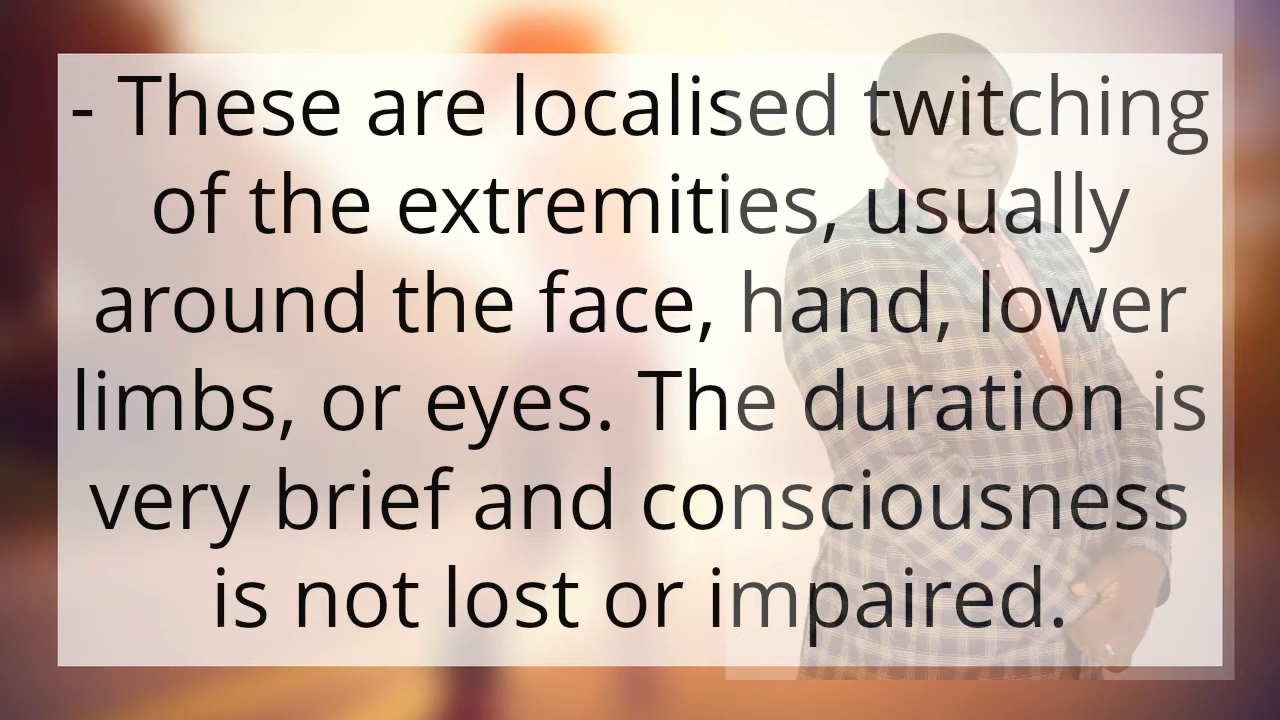 - These are localised twitching
of the extremities, usually
around the face, hand, lower
limbs, or eyes. The duration is
very brief and consciousness
is not lost or impaired.